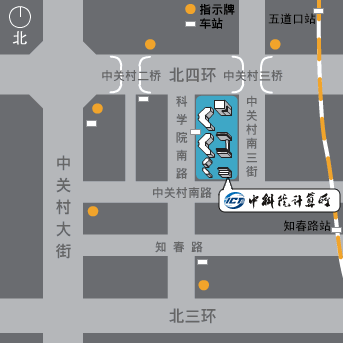 北
指示牌
车站
五道口站
北四环
中关村二桥
中关村三桥
科学院南路
中关村南三街
中关村大街
中关村南路
ICT 中科院计算所
知春路站
知春路
北三环